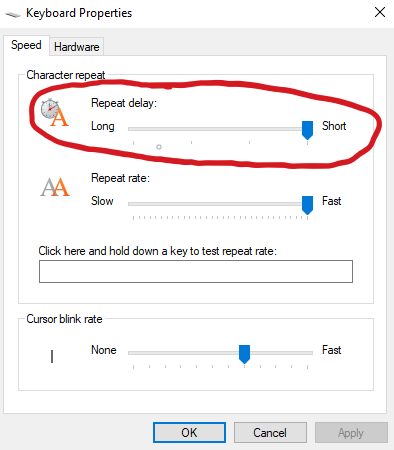 Keyboard Properties
Speed Hardware
Character repeat
Repeat delay:
Long Short
Repeat rate:
Slow Fast
Click here and hold down a key to test repeat rate:
Cursor blink rate
None Fast
OK Cancel Apply